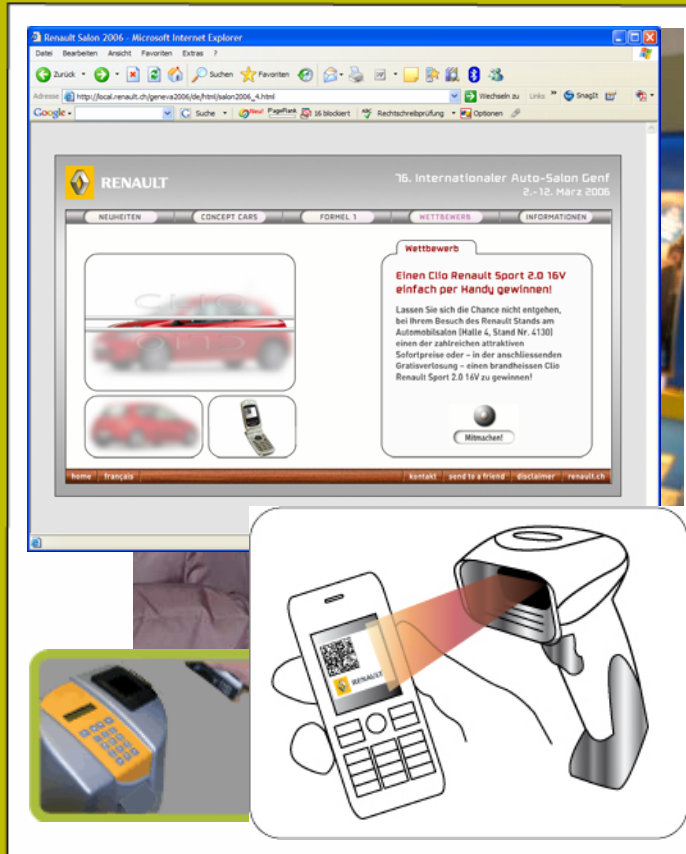 Renault Salon 2006 - Microsoft Internet Explorer
Datei Bearbeiten Ansicht Favoriten Extras ?
Zurück Suchen Favoriten
Adresse http://local.renault.ch/geneva2006/de/html/salon2006_4.html Wechseln zu Links » SnagIt
Google Suche New! PageRank 16 blockiert ABC Rechtschreibprüfung Optionen
RENAULT
76. Internationaler Auto-Salon Genf
2.-12. März 2006
NEUHEITEN CONCEPT CARS FORMEL 1 WETTBEWERB INFORMATIONEN
CLIO
Wettbewerb
Einen Clio Renault Sport 2.0 16V
einfach per Handy gewinnen!
Lassen Sie sich die Chance nicht entgehen,
bei Ihrem Besuch des Renault Stands am
Automobilsalon (Halle 4, Stand Nr. 4130)
einen der zahlreichen attraktiven
Sofortpreise oder – in der anschliessenden
Gratisverlosung – einen brandheissen Clio
Renault Sport 2.0 16V zu gewinnen!
Mitmachen!
home français kontakt send to a friend disclaimer renault.ch
RENAULT